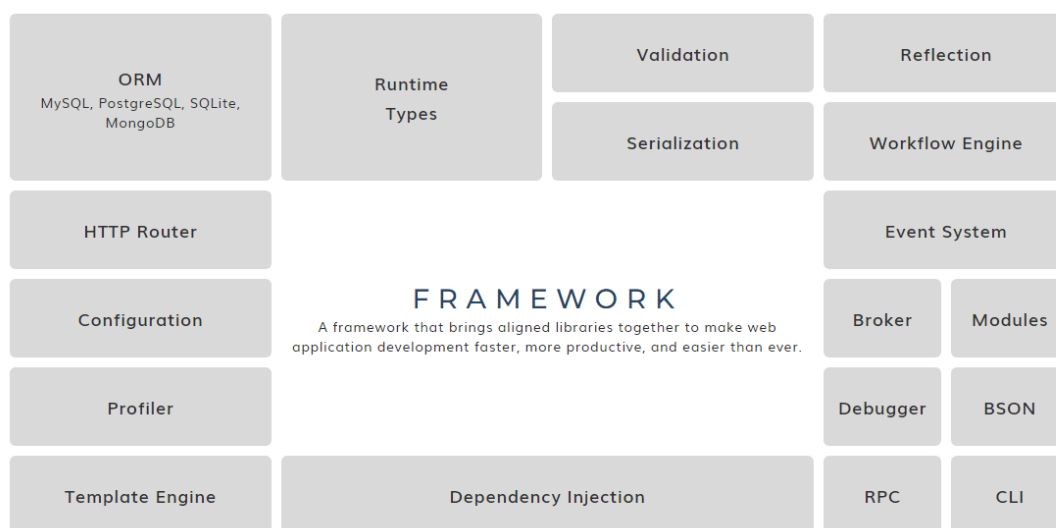 ORM
MySQL, PostgreSQL, SQLite,
MongoDB
Runtime
Types
Validation
Reflection
Serialization
Workflow Engine
HTTP Router
Event System
FRAMEWORK
A framework that brings aligned libraries together to make web
application development faster, more productive, and easier than ever.
Configuration
Broker
Modules
Profiler
Debugger
BSON
Template Engine
Dependency Injection
RPC
CLI